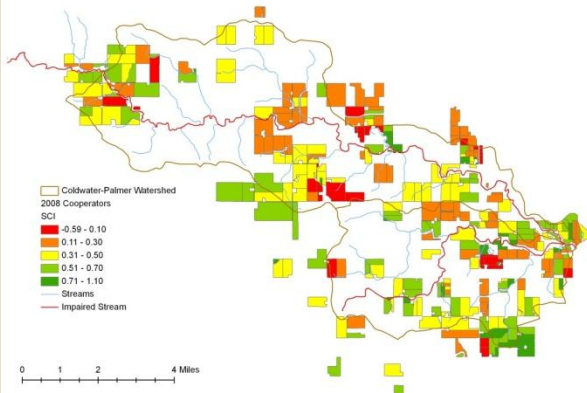 Coldwater-Palmer Watershed
2008 Cooperators
SCI
-0.59 - 0.10
0.11 - 0.30
0.31 - 0.50
0.51 - 0.70
0.71 - 1.10
Streams
Impaired Stream
0 1 2 4 Miles